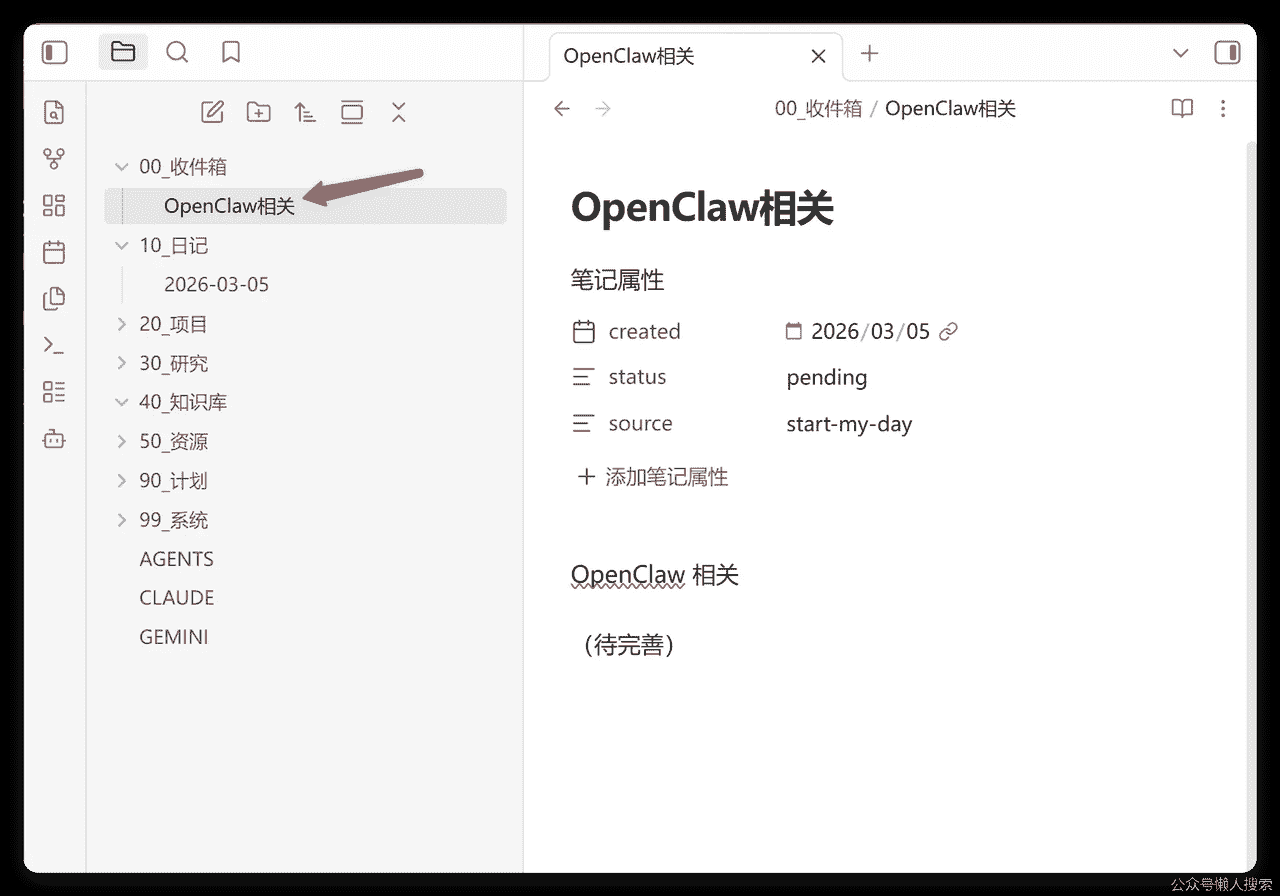 OpenClaw相关
00_收件箱 / OpenClaw相关
00_收件箱
OpenClaw相关
10_日记
2026-03-05
20_项目
30_研究
40_知识库
50_资源
90_计划
99_系统
AGENTS
CLAUDE
GEMINI
OpenClaw相关
笔记属性
created 2026/03/05
status pending
source start-my-day
添加笔记属性
OpenClaw 相关
（待完善）
公众号懒人搜索